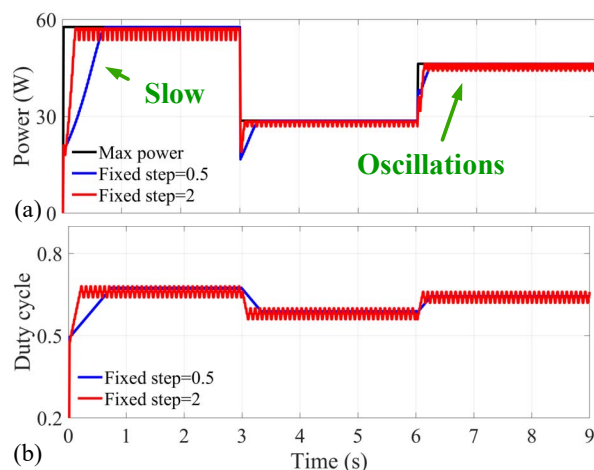 60
Slow
Power (W)
30
Max power
Fixed step=0.5
Fixed step=2
Oscillations
(a)
0
0.8
Duty cycle
0.5
Fixed step=0.5
Fixed step=2
0.2
(b)
0 1 2 3 4 5 6 7 8 9
Time (s)